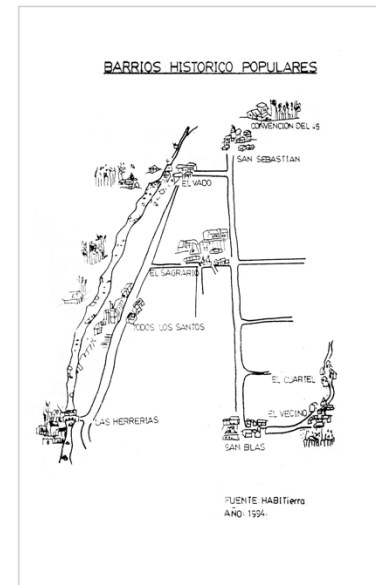 BARRIOS HISTORICO POPULARES
CONVENCION DEL 45
SAN SEBASTIAN
EL VADO
EL SAGRARIO
TODOS LOS SANTOS
EL CUARTEL
EL VECINO
LAS HERRERIAS
SAN BLAS
FUENTE: HABITierra
AÑO: 1994.